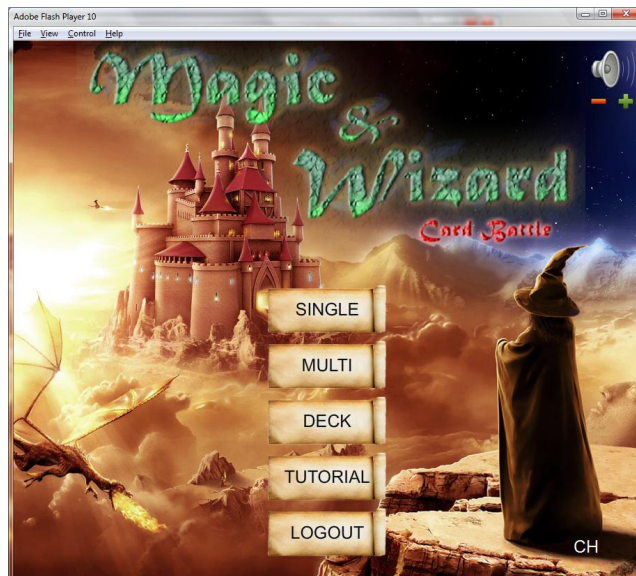 Adobe Flash Player 10
File View Control Help
Magic
&
Wizard
Card Battle
SINGLE
MULTI
DECK
TUTORIAL
LOGOUT
CH